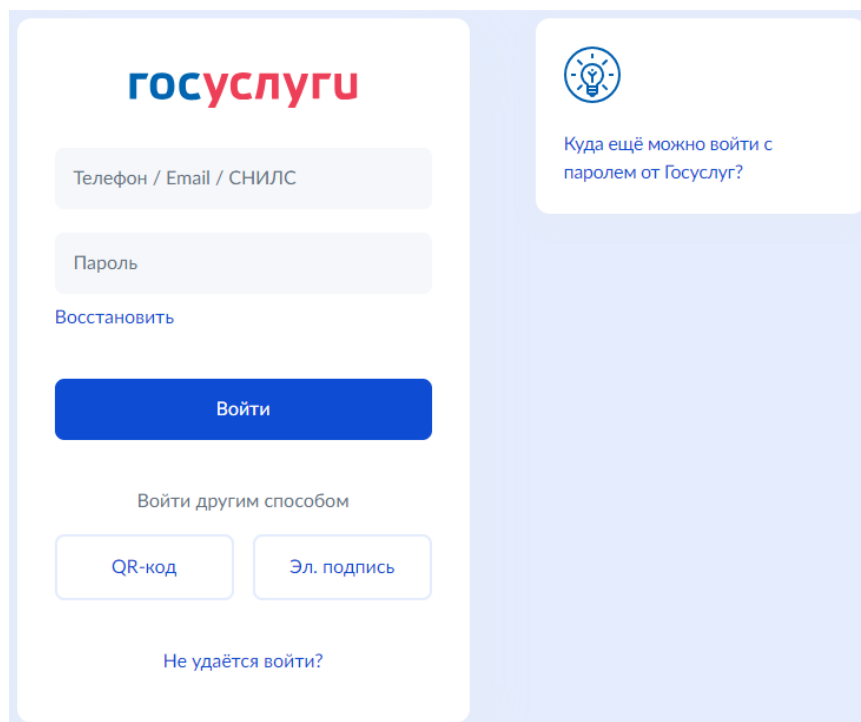 госуслуги
Телефон / Email / СНИЛС
Пароль
Восстановить
Войти
Войти другим способом
QR-код
Эл. подпись
Не удаётся войти?
Куда ещё можно войти с
паролем от Госуслуг?